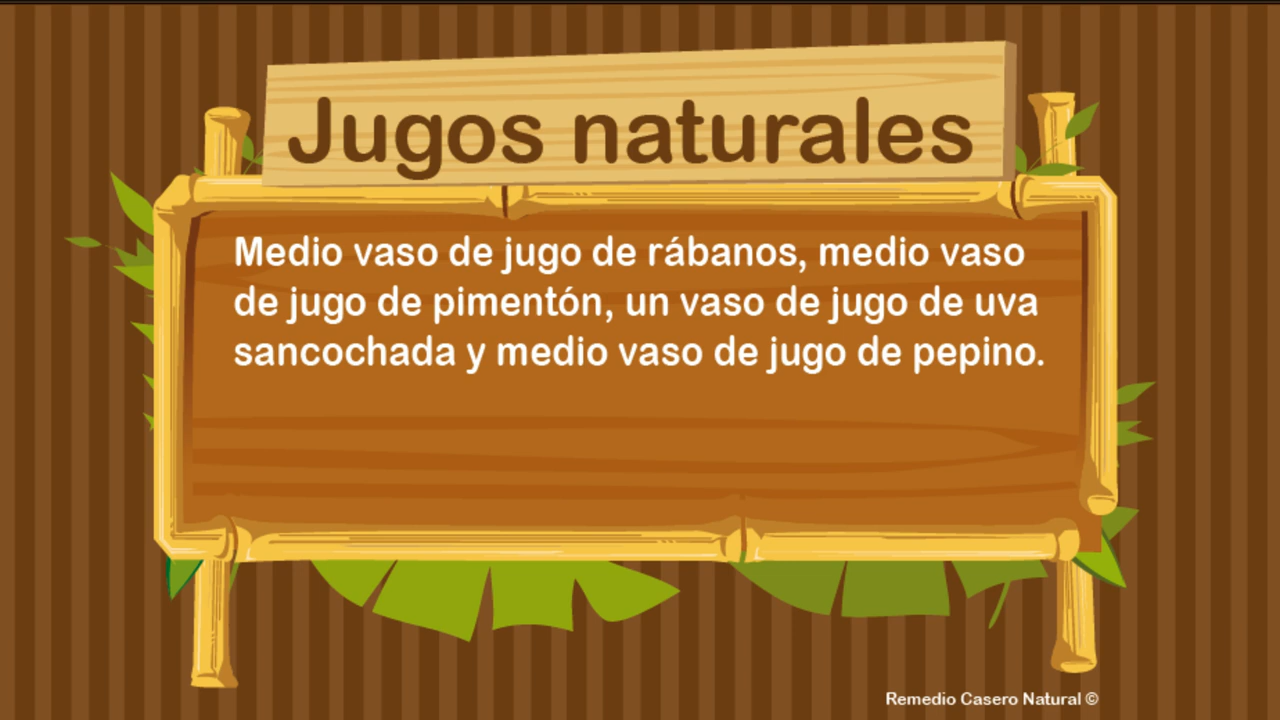 Jugos naturales
Medio vaso de jugo de rábanos, medio vaso
de jugo de pimentón, un vaso de jugo de uva
sancochada y medio vaso de jugo de pepino.
Remedio Casero Natural ©